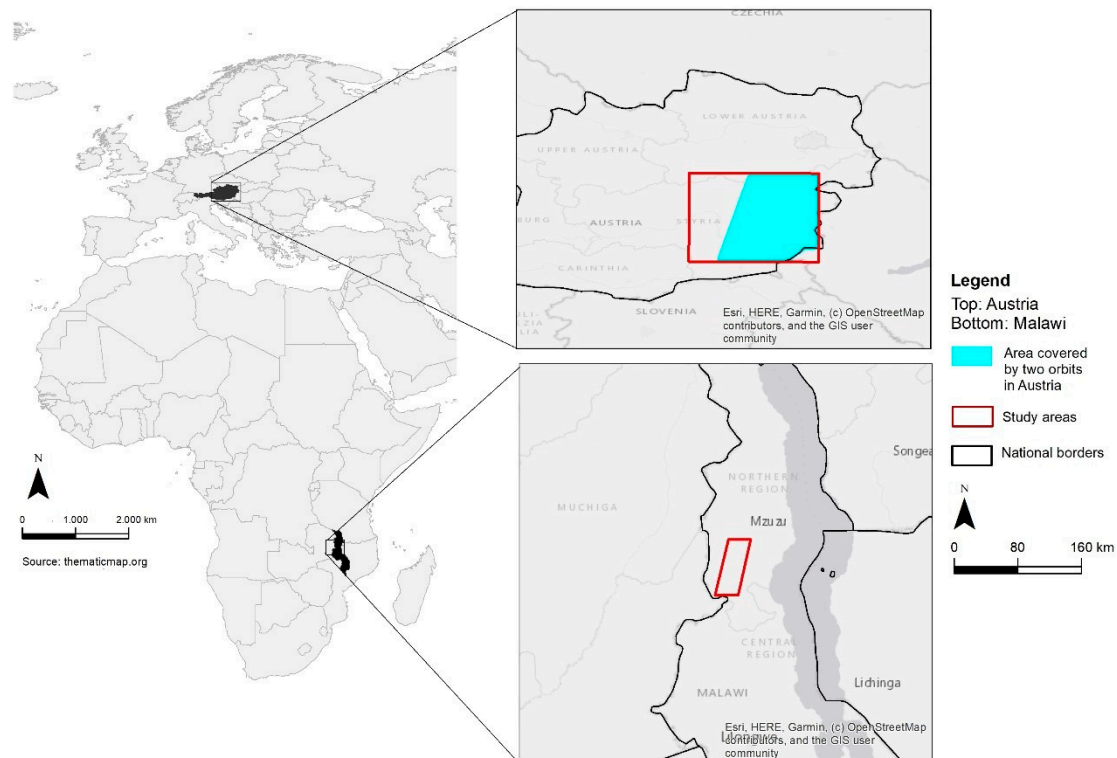 CZECHIA
LOWER AUSTRIA
UPPER AUSTRIA
BURG
AUSTRIA
STYRIA
CARINTHIA
SLOVENIA
Esri, HERE, Garmin, (c) OpenStreetMap
contributors, and the GIS user
community
Legend
Top: Austria
Bottom: Malawi
Area covered
by two orbits
in Austria
Study areas
National borders
N
0 80 160 km
N
0 1.000 2.000 km
Source: thematicmap.org
Songea
NORTHERN
REGION
MUCHIGA
Mzuzu
CENTRAL
REGION
MALAWI
Lichinga
Esri, HERE, Garmin, (c) OpenStreetMap
contributors, and the GIS user
community